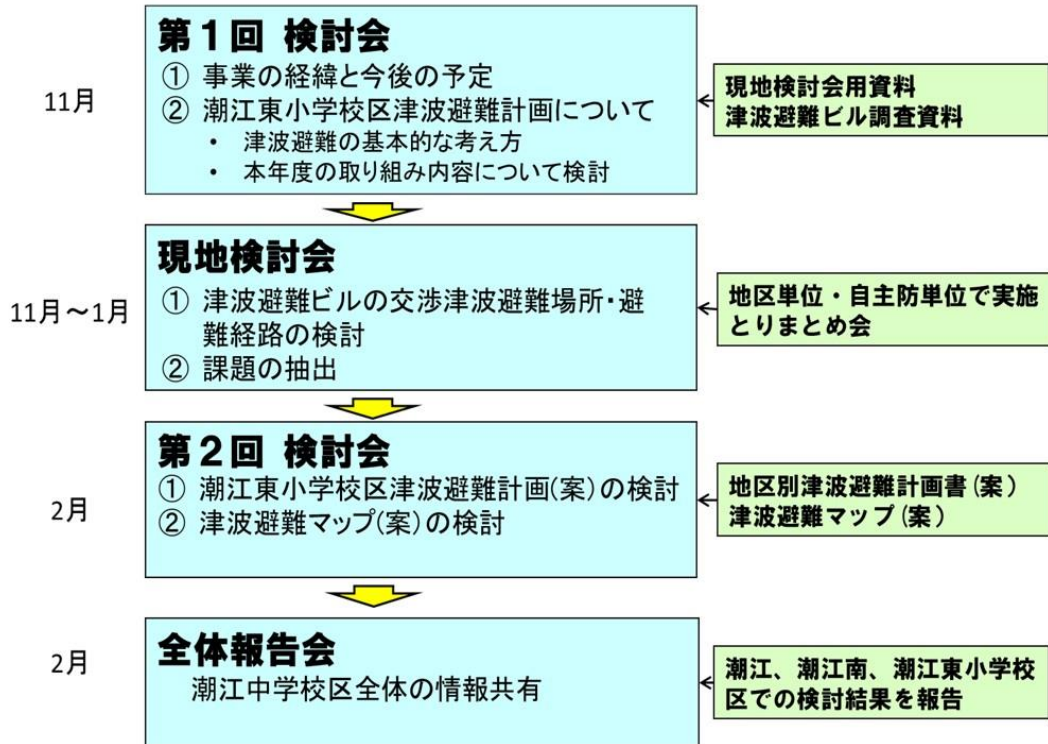 11月
第１回 検討会
① 事業の経緯と今後の予定
② 潮江東小学校区津波避難計画について
• 津波避難の基本的な考え方
• 本年度の取り組み内容について検討
現地検討会用資料
津波避難ビル調査資料
11月～1月
現地検討会
① 津波避難ビルの交渉津波避難場所・避
難経路の検討
② 課題の抽出
地区単位・自主防単位で実施
とりまとめ会
2月
第２回 検討会
① 潮江東小学校区津波避難計画(案)の検討
② 津波避難マップ(案)の検討
地区別津波避難計画書(案)
津波避難マップ(案)
2月
全体報告会
潮江中学校区全体の情報共有
潮江、潮江南、潮江東小学校
区での検討結果を報告